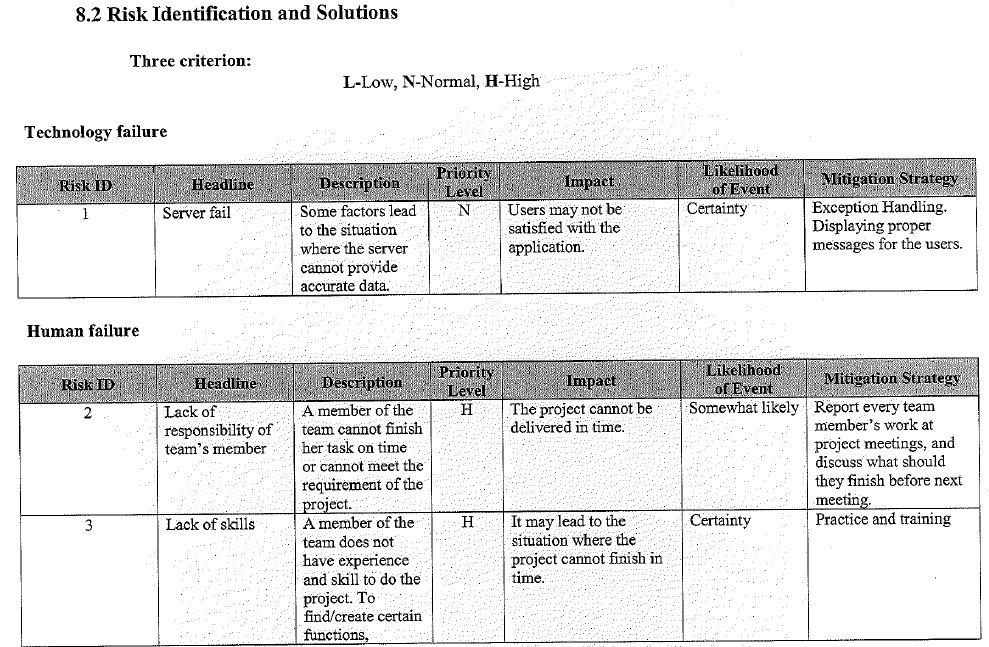 8.2 Risk Identification and Solutions
Three criterion:
L-Low, N-Normal, H-High
Technology failure
Risk ID Headline Description Priority Level Impact Likelihood of Event Mitigation Strategy
1 Server fail Some factors lead N Users may not be Certainty Exception Handling.
to the situation satisfied with the Displaying proper
where the server application. messages for the users.
cannot provide
accurate data.
Human failure
Risk ID Headline Description Priority Level Impact Likelihood of Event Mitigation Strategy
2 Lack of A member of the H The project cannot be Somewhat likely Report every team
responsibility of team cannot finish delivered in time. member's work at
team's member her task on time project meetings, and
or cannot meet the discuss what should
requirement of the they finish before next
project. meeting.
3 Lack of skills A member of the H It may lead to the Certainty Practice and training
team does not situation where the
have experience project cannot finish in
and skill to do the time.
project. To
find/create certain
functions,